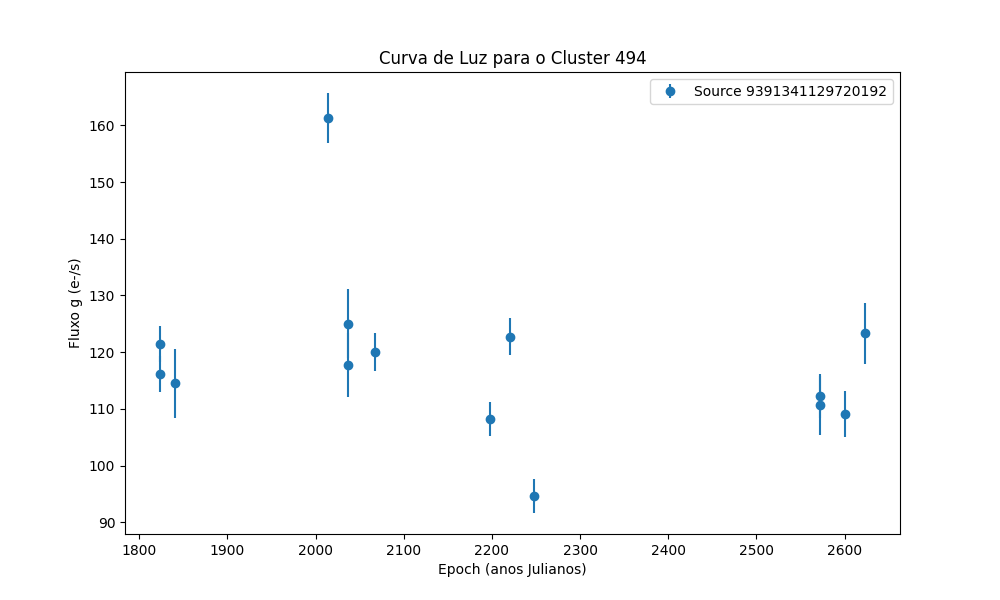 Curva de Luz para o Cluster 494
Source 9391341129720192
160
150
140
130
120
110
100
90
Fluxo g (e-/s)
1800 1900 2000 2100 2200 2300 2400 2500 2600
Epoch (anos Julianos)